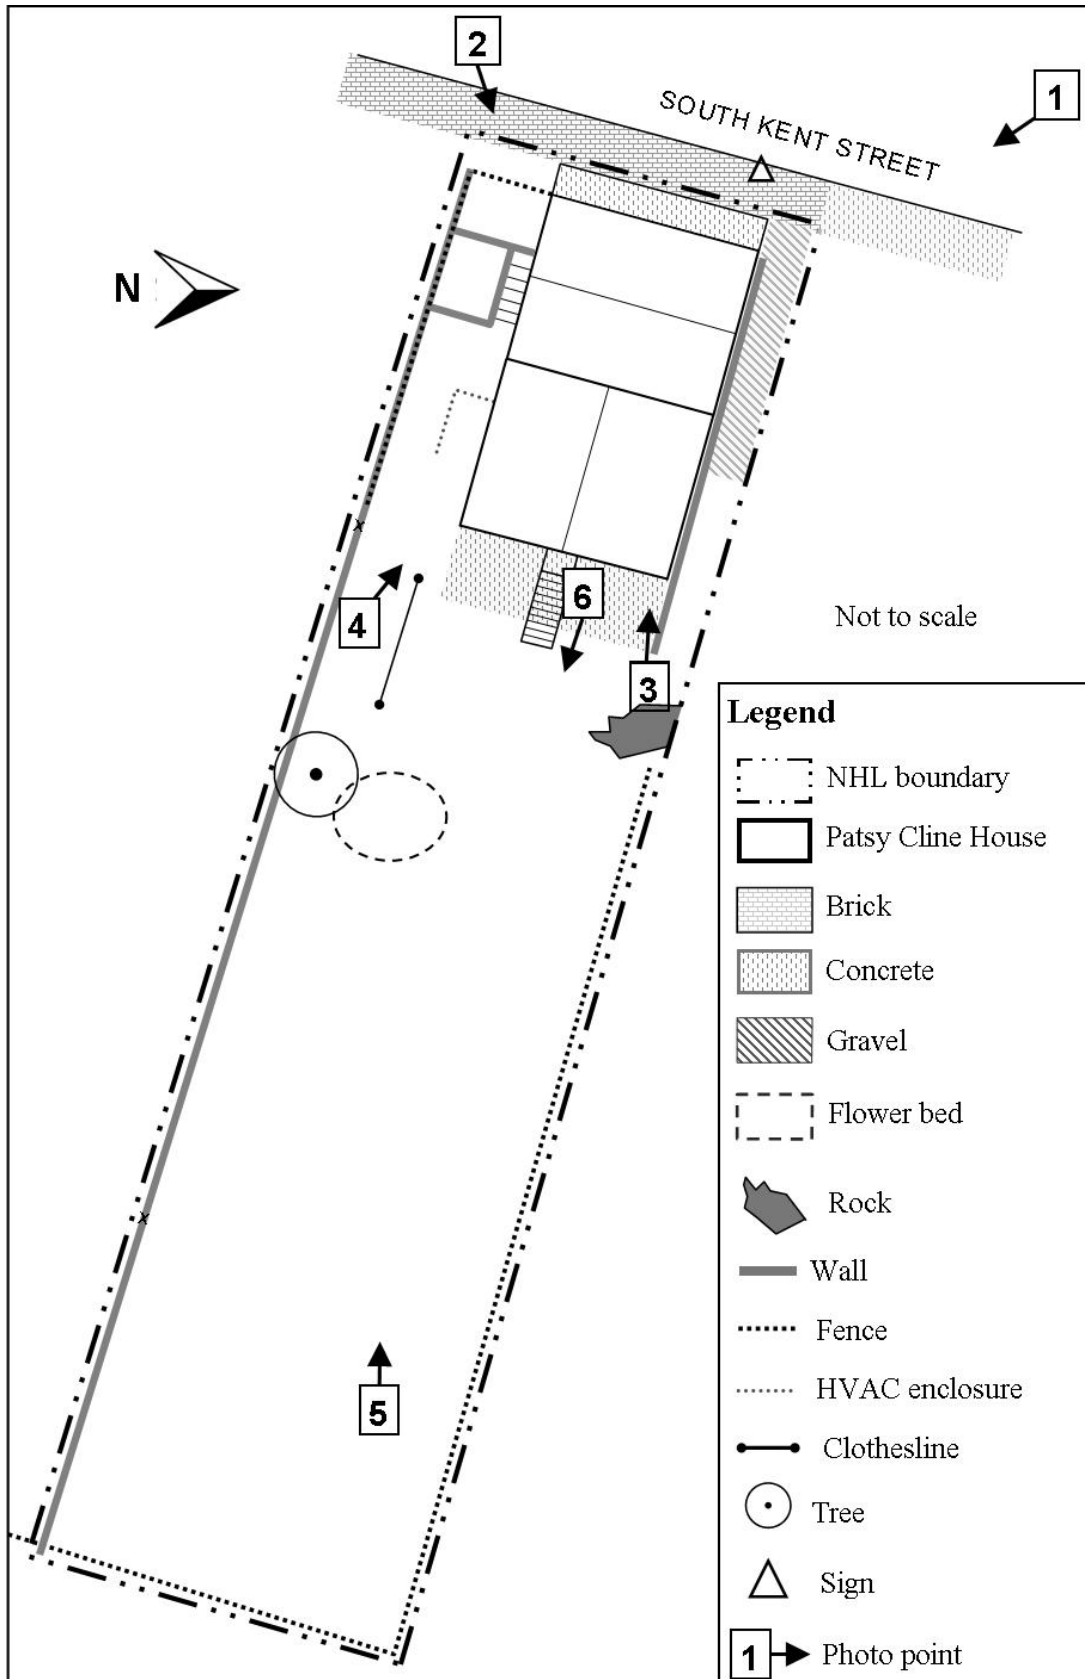 2
1
SOUTH KENT STREET
N
4
6
3
Not to scale
x
x
5
Legend
NHL boundary
Patsy Cline House
Brick
Concrete
Gravel
Flower bed
Rock
Wall
Fence
HVAC enclosure
Clothesline
Tree
Sign
1 Photo point